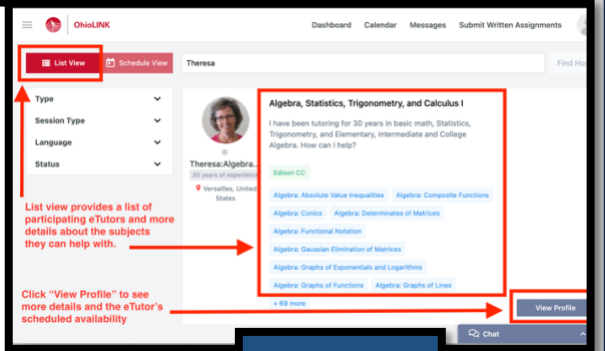 OhioLINK
Dashboard Calendar Messages Submit Written Assignments
List View Schedule View Theresa
Type
Session Type
Language
Status
Theresa:Algebra...
30 years of experience
Versailles, United
States
Algebra, Statistics, Trigonometry, and Calculus I
I have been tutoring for 30 years in basic math, Statistics,
Trigonometry, and Elementary, Intermediate and College
Algebra. How can I help?
Edison CC
Algebra: Absolute Value Inequalities Algebra: Composite Functions
Algebra: Conics Algebra: Determinates of Matrices
Algebra: Functional Notation
Algebra: Gaussian Elimination of Matrices
Algebra: Graphs of Exponentials and Logarithms
Algebra: Graphs of Functions Algebra: Graphs of Lines
+ 69 more
List view provides a list of
participating eTutors and more
details about the subjects
they can help with.
Click "View Profile" to see
more details and the eTutor's
scheduled availability
View Profile
Chat